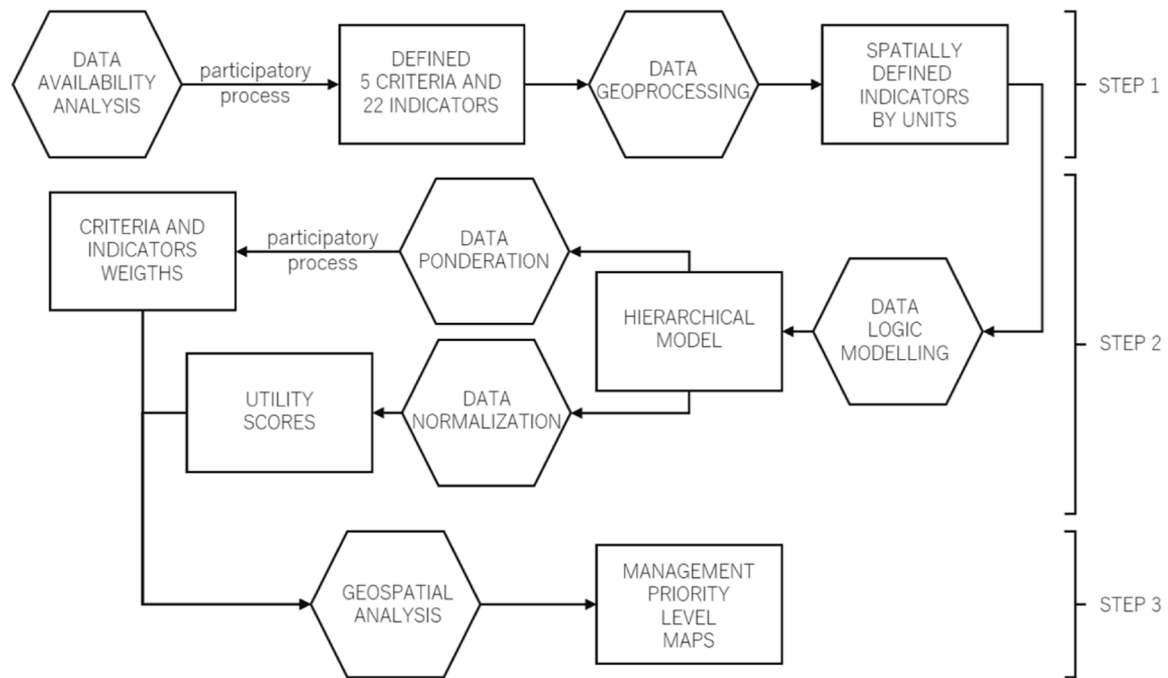 DATA
AVAILABILITY
ANALYSIS
participatory
process
DEFINED
5 CRITERIA AND
22 INDICATORS
DATA
GEOPROCESSING
SPATIALLY
DEFINED
INDICATORS
BY UNITS
STEP 1
CRITERIA AND
INDICATORS
WEIGTHS
participatory
process
DATA
PONDERATION
HIERARCHICAL
MODEL
DATA
LOGIC
MODELLING
STEP 2
UTILITY
SCORES
DATA
NORMALIZATION
GEOSPATIAL
ANALYSIS
MANAGEMENT
PRIORITY
LEVEL
MAPS
STEP 3